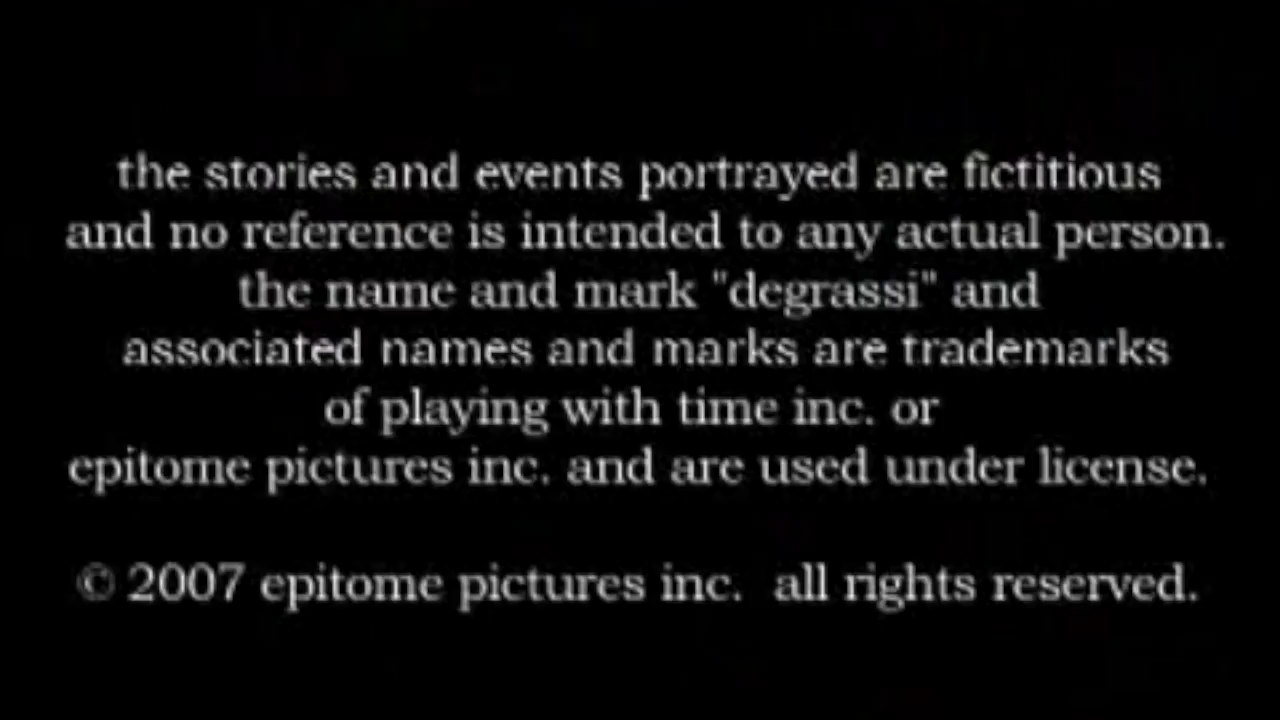 the stories and events portrayed are fictitious
and no reference is intended to any actual person.
the name and mark "degrassi" and
associated names and marks are trademarks
of playing with time inc. or
epitome pictures inc. and are used under license.
© 2007 epitome pictures inc.  all rights reserved.